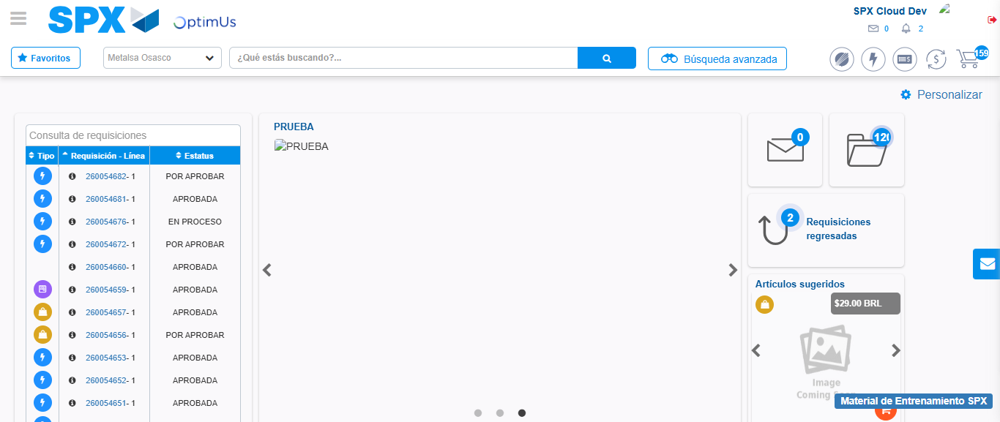 SPX
OptimUs
SPX Cloud Dev
0
2
Favoritos
Metalsa Osasco
¿Qué estás buscando?...
Búsqueda avanzada
$
159
Personalizar
Consulta de requisiciones
Tipo Requisición - Línea Estatus
260054682- 1 POR APROBAR
260054681- 1 APROBADA
260054676- 1 EN PROCESO
260054672- 1 POR APROBAR
260054660- 1 APROBADA
260054659- 1 APROBADA
260054657- 1 APROBADA
260054656- 1 POR APROBAR
260054653- 1 APROBADA
260054652- 1 APROBADA
260054651- 1 APROBADA
PRUEBA
PRUEBA
0
120
2
Requisiciones
regresadas
Artículos sugeridos
$29.00 BRL
Image
Coming
Material de Entrenamiento SPX